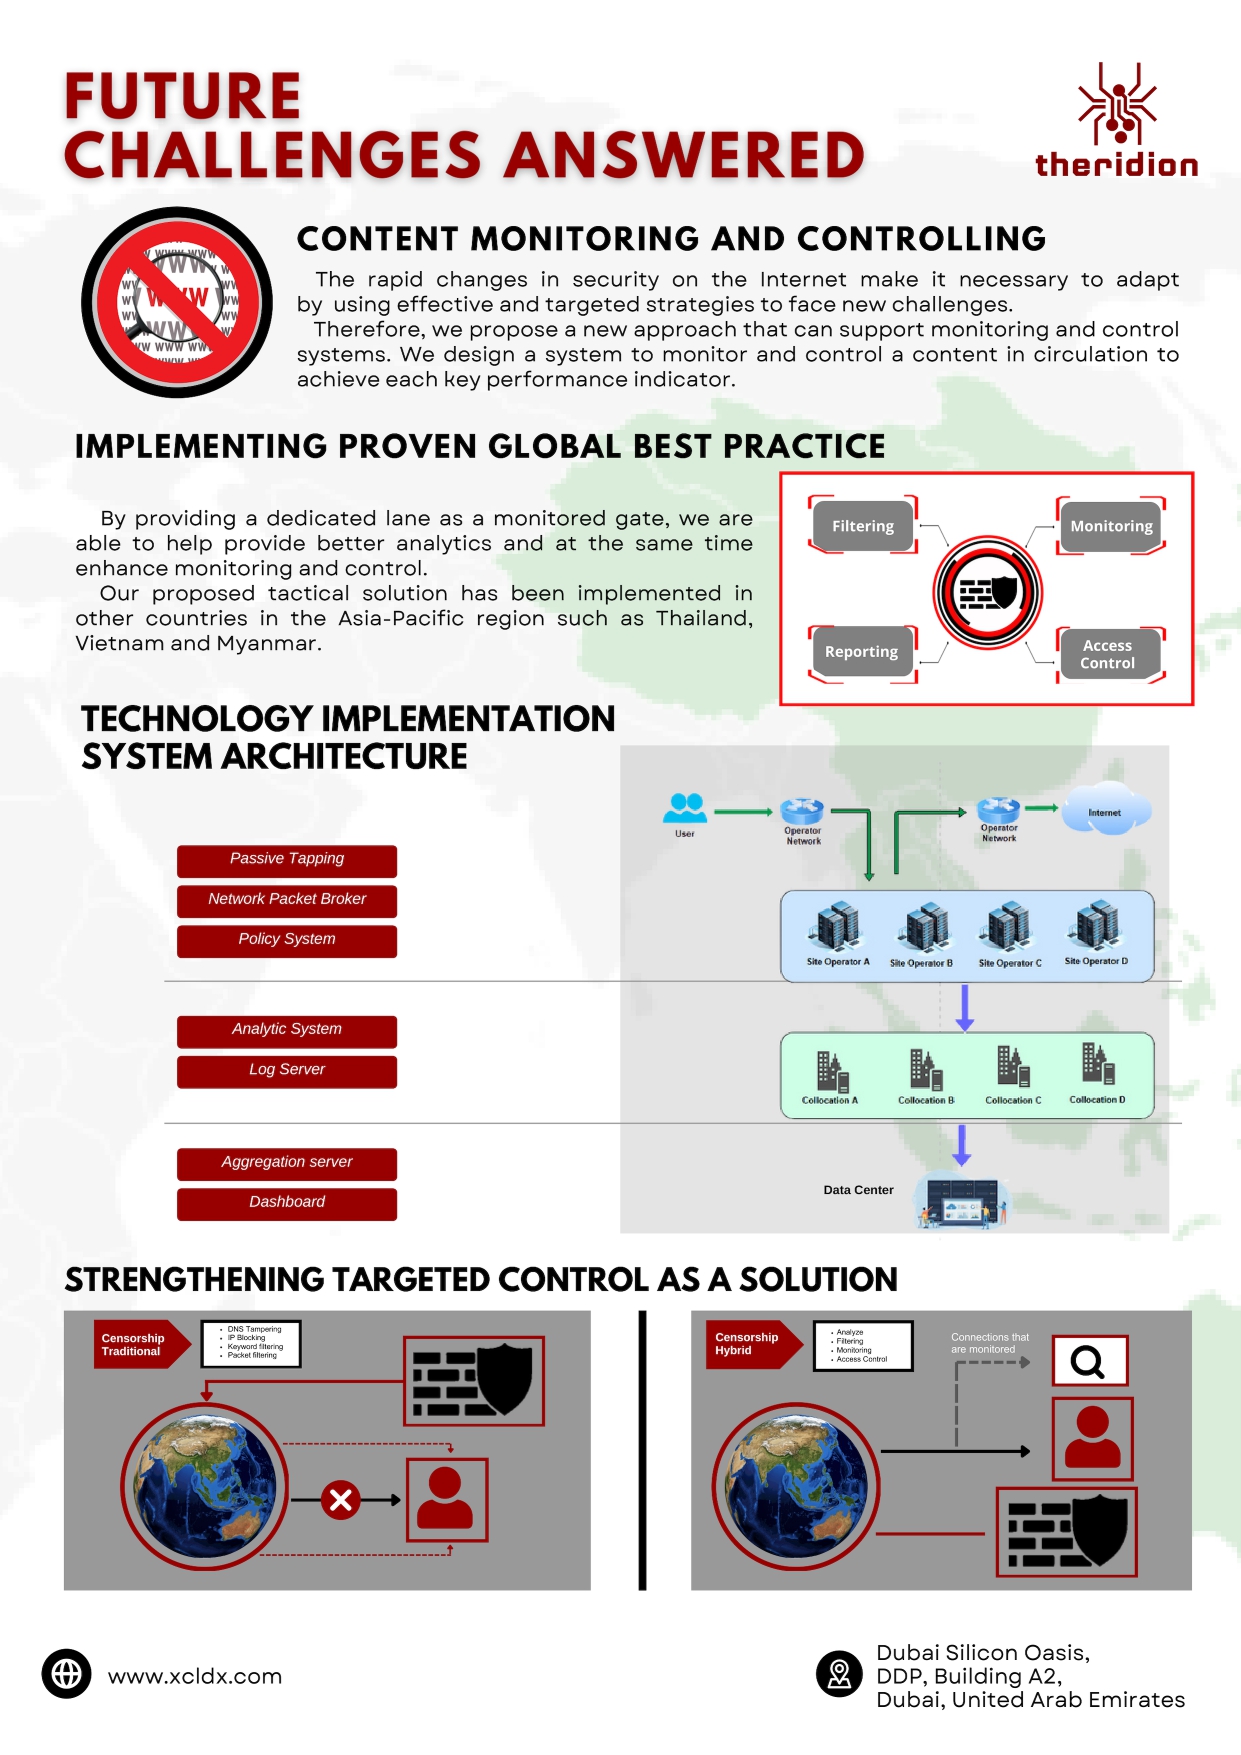 FUTURE
CHALLENGES ANSWERED
theridion
CONTENT MONITORING AND CONTROLLING
The rapid changes in security on the Internet make it necessary to adapt
by using effective and targeted strategies to face new challenges.
Therefore, we propose a new approach that can support monitoring and control
systems. We design a system to monitor and control a content in circulation to
achieve each key performance indicator.
IMPLEMENTING PROVEN GLOBAL BEST PRACTICE
By providing a dedicated lane as a monitored gate, we are
able to help provide better analytics and at the same time
enhance monitoring and control.
Our proposed tactical solution has been implemented in
other countries in the Asia-Pacific region such as Thailand,
Vietnam and Myanmar.
Filtering
Monitoring
Reporting
Access
Control
TECHNOLOGY IMPLEMENTATION
SYSTEM ARCHITECTURE
Passive Tapping
Network Packet Broker
Policy System
Analytic System
Log Server
Aggregation server
Dashboard
User
Operator
Network
Operator
Network
Internet
Site Operator A
Site Operator B
Site Operator C
Site Operator D
Collocation A
Collocation B
Collocation C
Collocation D
Data Center
STRENGTHENING TARGETED CONTROL AS A SOLUTION
Censorship
Traditional
• DNS Tampering
• IP Blocking
• Keyword filtering
• Packet filtering
Censorship
Hybrid
• Analyze
• Filtering
• Monitoring
• Access Control
Connections that
are monitored
www.xcldx.com
Dubai Silicon Oasis,
DDP, Building A2,
Dubai, United Arab Emirates